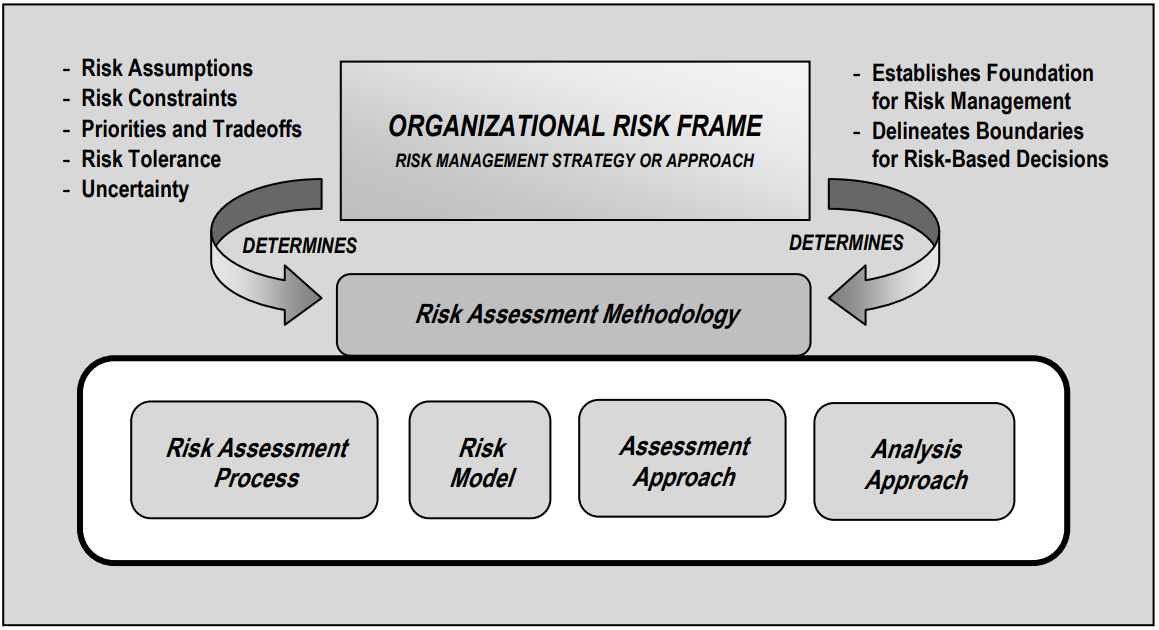 - Risk Assumptions
- Risk Constraints
- Priorities and Tradeoffs
- Risk Tolerance
- Uncertainty
ORGANIZATIONAL RISK FRAME
RISK MANAGEMENT STRATEGY OR APPROACH
- Establishes Foundation
for Risk Management
- Delineates Boundaries
for Risk-Based Decisions
DETERMINES
DETERMINES
Risk Assessment Methodology
Risk Assessment
Process
Risk
Model
Assessment
Approach
Analysis
Approach